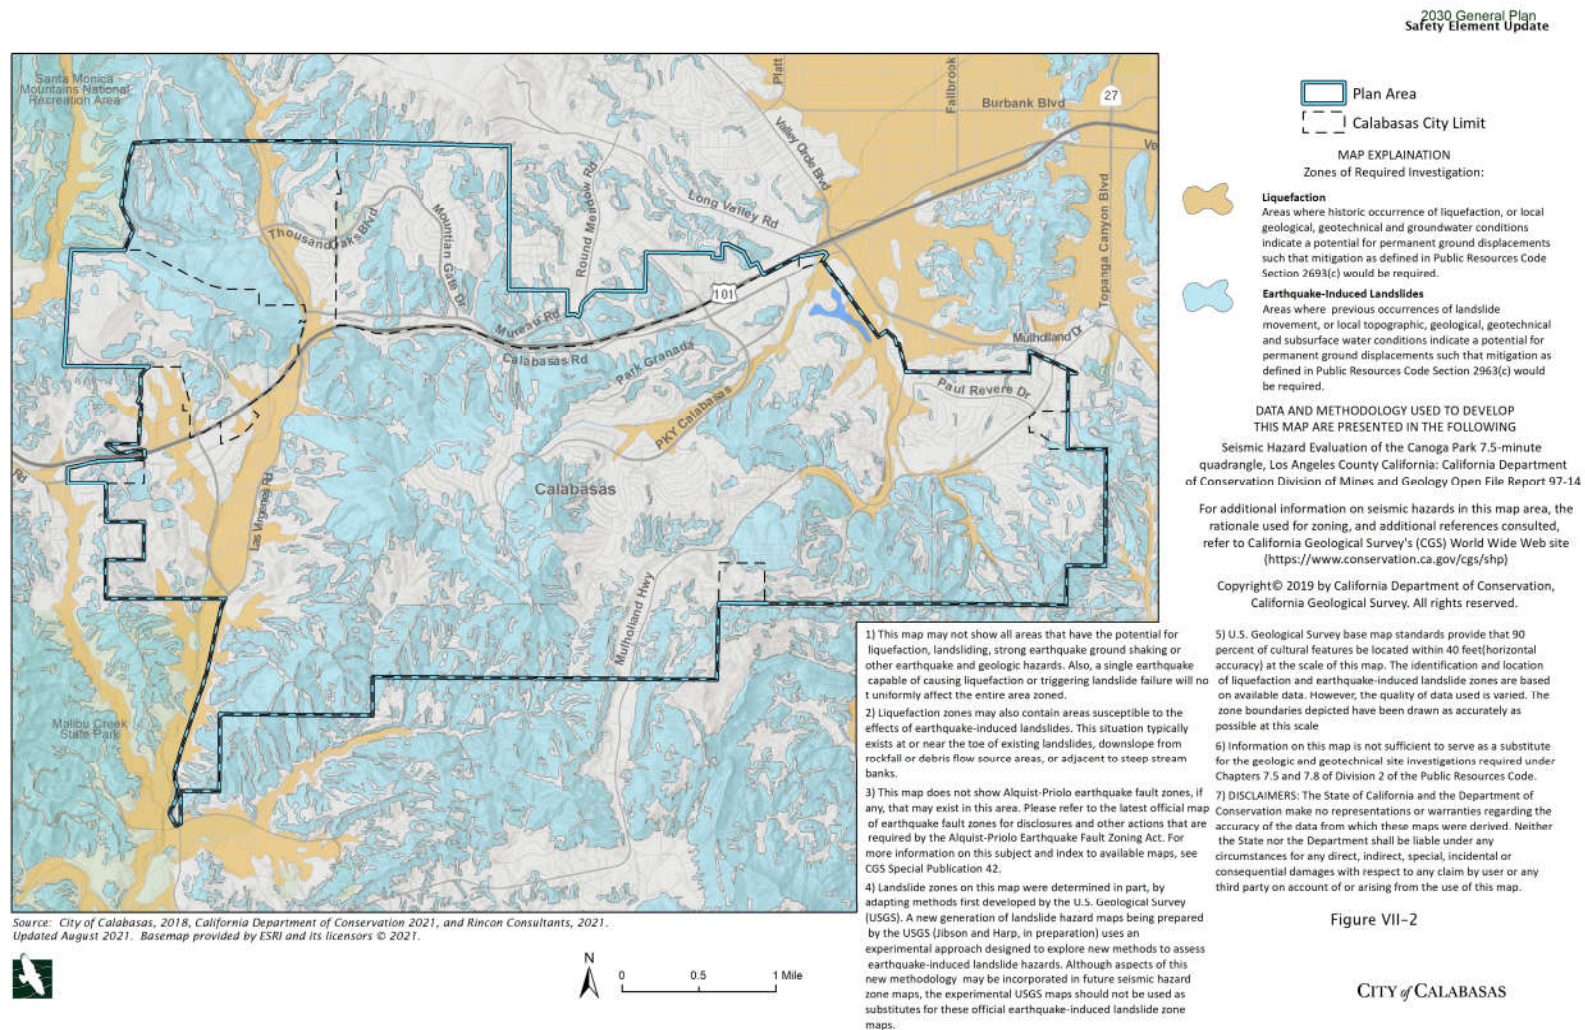 2030 General Plan
Safety Element Update
Santa Monica
Mountains National
Recreation Area
Platt
Fallbrook
Burbank Blvd
27
Valley Circle Blvd
Ve
Topanga Canyon Blvd
Thousand Oaks Blvd
Mountian Gate Dr
Round Meadow Rd
Long Valley Rd
101
Mureau Rd
Calabasas Rd
Park Granada
PKY Calabasas
Mulholland Dr
Paul Revere Dr
Rd
Las Virgenes Rd
Calabasas
Mulholland Hwy
Malibu Creek
State Park
Plan Area
Calabasas City Limit
MAP EXPLAINATION
Zones of Required Investigation:
Liquefaction
Areas where historic occurrence of liquefaction, or local
geological, geotechnical and groundwater conditions
indicate a potential for permanent ground displacements
such that mitigation as defined in Public Resources Code
Section 2693(c) would be required.
Earthquake-Induced Landslides
Areas where previous occurrences of landslide
movement, or local topographic, geological, geotechnical
and subsurface water conditions indicate a potential for
permanent ground displacements such that mitigation as
defined in Public Resources Code Section 2963(c) would
be required.
DATA AND METHODOLOGY USED TO DEVELOP
THIS MAP ARE PRESENTED IN THE FOLLOWING
Seismic Hazard Evaluation of the Canoga Park 7.5-minute
quadrangle, Los Angeles County California: California Department
of Conservation Division of Mines and Geology Open File Report 97-14
For additional information on seismic hazards in this map area, the
rationale used for zoning, and additional references consulted,
refer to California Geological Survey's (CGS) World Wide Web site
(https://www.conservation.ca.gov/cgs/shp)
Copyright© 2019 by California Department of Conservation,
California Geological Survey. All rights reserved.
1) This map may not show all areas that have the potential for
liquefaction, landsliding, strong earthquake ground shaking or
other earthquake and geologic hazards. Also, a single earthquake
capable of causing liquefaction or triggering landslide failure will no
t uniformly affect the entire area zoned.
2) Liquefaction zones may also contain areas susceptible to the
effects of earthquake-induced landslides. This situation typically
exists at or near the toe of existing landslides, downslope from
rockfall or debris flow source areas, or adjacent to steep stream
banks.
3) This map does not show Alquist-Priolo earthquake fault zones, if
any, that may exist in this area. Please refer to the latest official map
of earthquake fault zones for disclosures and other actions that are
required by the Alquist-Priolo Earthquake Fault Zoning Act. For
more information on this subject and index to available maps, see
CGS Special Publication 42.
4) Landslide zones on this map were determined in part, by
adapting methods first developed by the U.S. Geological Survey
(USGS). A new generation of landslide hazard maps being prepared
by the USGS (Jibson and Harp, in preparation) uses an
experimental approach designed to explore new methods to assess
earthquake-induced landslide hazards. Although aspects of this
new methodology may be incorporated in future seismic hazard
zone maps, the experimental USGS maps should not be used as
substitutes for these official earthquake-induced landslide zone
maps.
5) U.S. Geological Survey base map standards provide that 90
percent of cultural features be located within 40 feet(horizontal
accuracy) at the scale of this map. The identification and location
of liquefaction and earthquake-induced landslide zones are based
on available data. However, the quality of data used is varied. The
zone boundaries depicted have been drawn as accurately as
possible at this scale
6) Information on this map is not sufficient to serve as a substitute
for the geologic and geotechnical site investigations required under
Chapters 7.5 and 7.8 of Division 2 of the Public Resources Code.
7) DISCLAIMERS: The State of California and the Department of
Conservation make no representations or warranties regarding the
accuracy of the data from which these maps were derived. Neither
the State nor the Department shall be liable under any
circumstances for any direct, indirect, special, incidental or
consequential damages with respect to any claim by user or any
third party on account of or arising from the use of this map.
Source: City of Calabasas, 2018, California Department of Conservation 2021, and Rincon Consultants, 2021.
Updated August 2021. Basemap provided by ESRI and its licensors © 2021.
N
0 0.5 1 Mile
Figure VII-2
CITY of CALABASAS